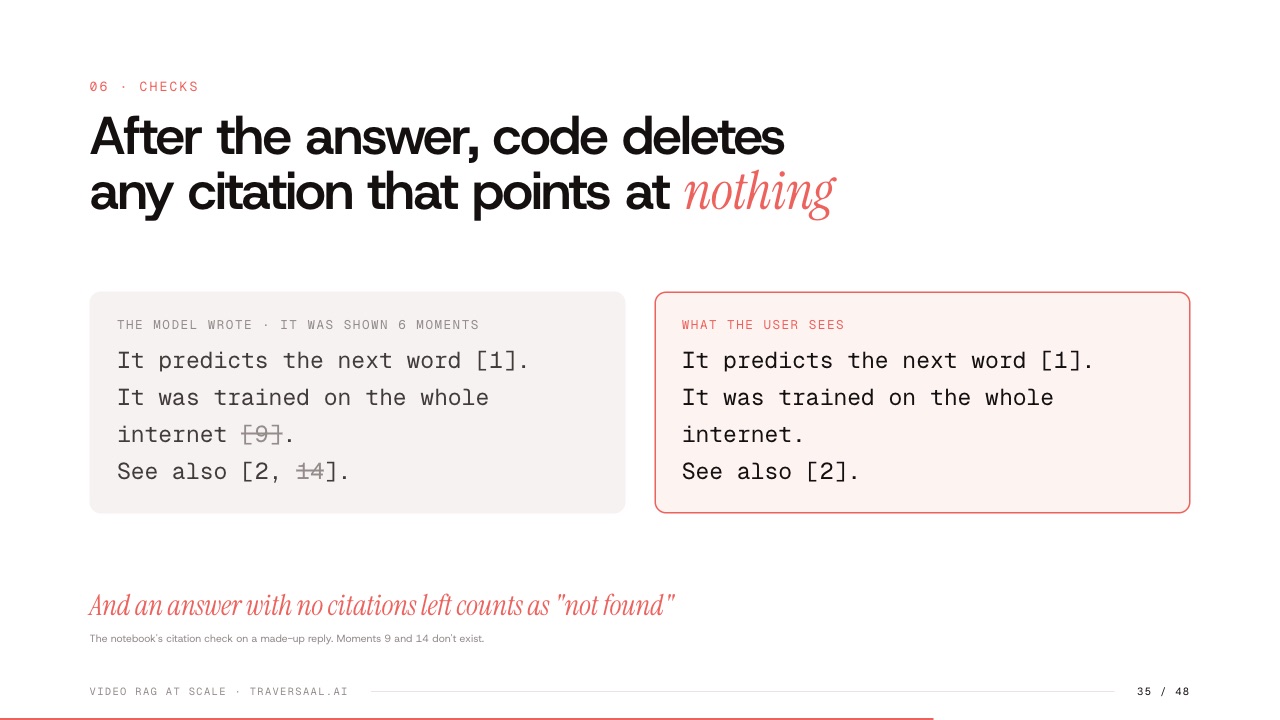 06 · CHECKS
After the answer, code deletes
any citation that points at nothing
THE MODEL WROTE · IT WAS SHOWN 6 MOMENTS
It predicts the next word [1].
It was trained on the whole
internet [9].
See also [2, 14].
WHAT THE USER SEES
It predicts the next word [1].
It was trained on the whole
internet.
See also [2].
And an answer with no citations left counts as "not found"
The notebook's citation check on a made-up reply. Moments 9 and 14 don't exist.
VIDEO RAG AT SCALE · TRAVERSAAL.AI
35 / 48